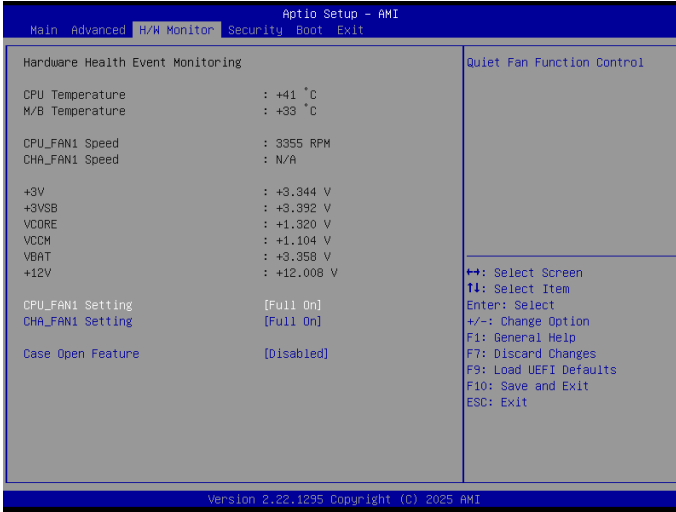 Aptio Setup - AMI
Main Advanced H/W Monitor Security Boot Exit
Hardware Health Event Monitoring
CPU Temperature : +41 °C
M/B Temperature : +33 °C
CPU_FAN1 Speed : 3355 RPM
CHA_FAN1 Speed : N/A
+3V : +3.344 V
+3VSB : +3.392 V
VCORE : +1.320 V
VCCM : +1.104 V
VBAT : +3.358 V
+12V : +12.008 V
CPU_FAN1 Setting [Full On]
CHA_FAN1 Setting [Full On]
Case Open Feature [Disabled]
Quiet Fan Function Control
↔: Select Screen
↑↓: Select Item
Enter: Select
+/-: Change Option
F1: General Help
F7: Discard Changes
F9: Load UEFI Defaults
F10: Save and Exit
ESC: Exit
Version 2.22.1295 Copyright (C) 2025 AMI